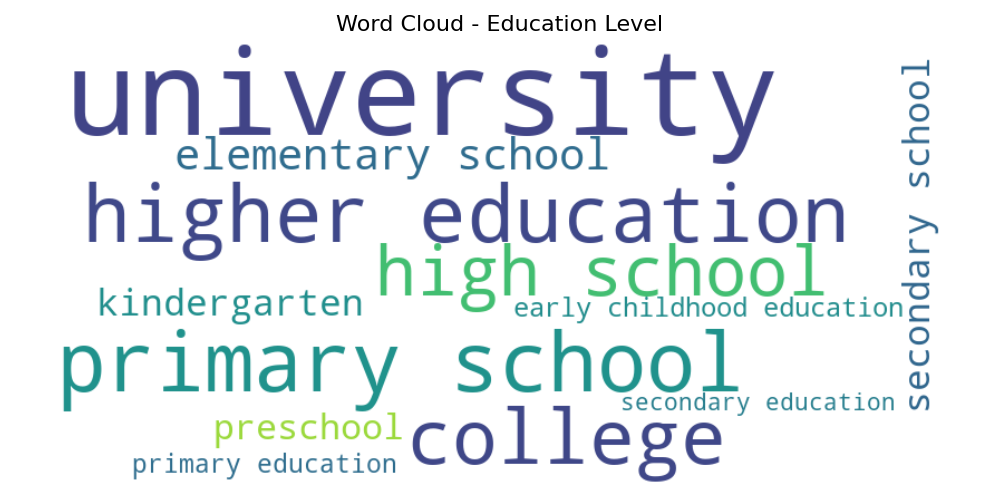 Word Cloud - Education Level
university
elementary school
secondary school
higher education
high school
kindergarten
early childhood education
primary school
secondary education
preschool
college
primary education